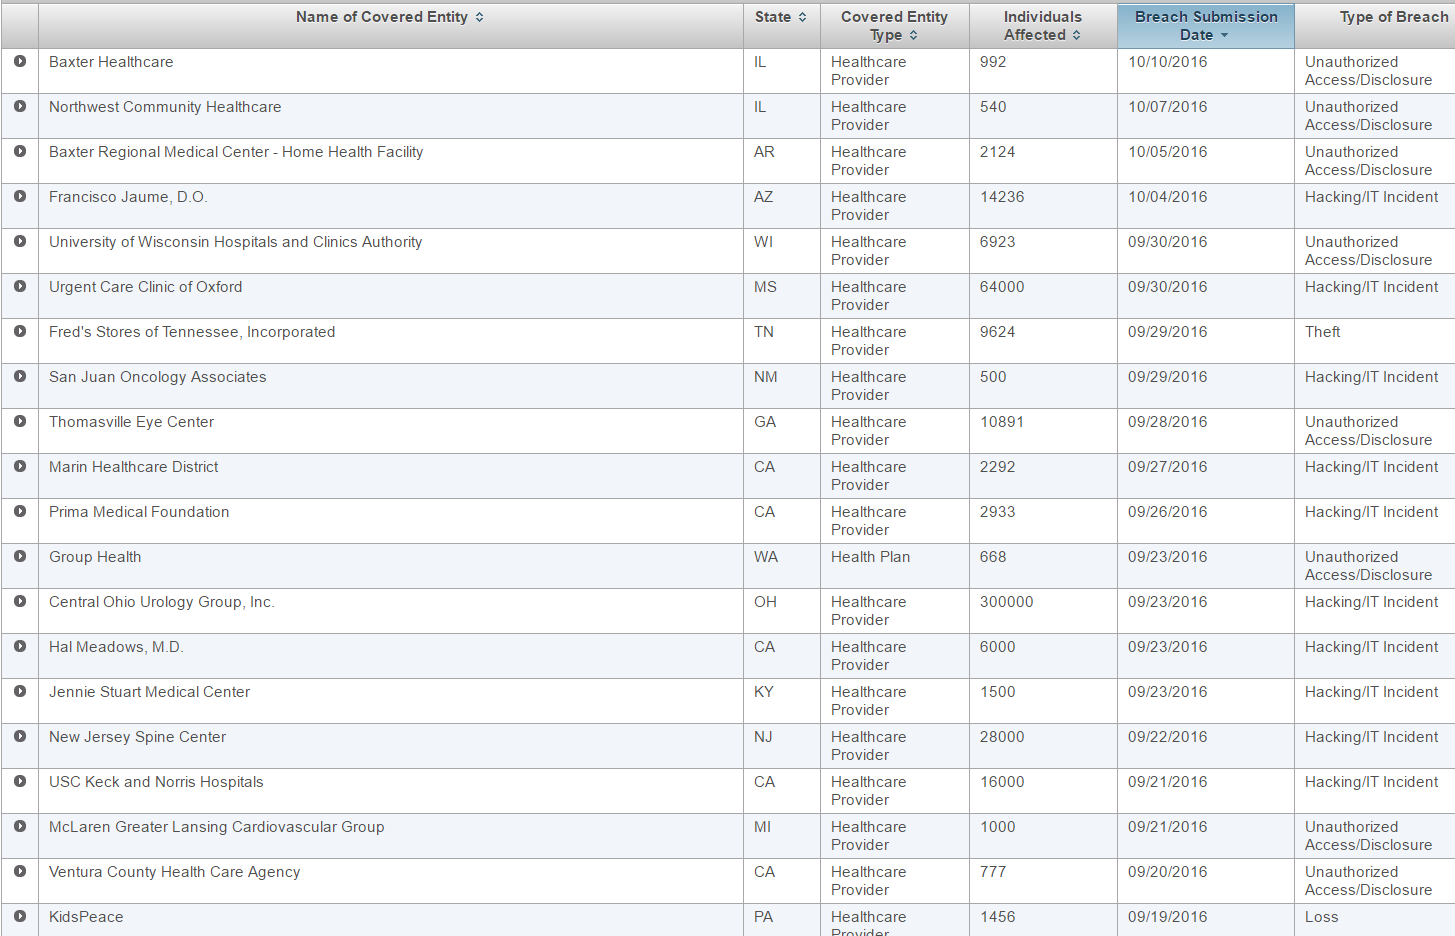 Name of Covered Entity State Covered Entity Type Individuals Affected Breach Submission Date Type of Breach
Baxter Healthcare IL Healthcare Provider 992 10/10/2016 Unauthorized Access/Disclosure
Northwest Community Healthcare IL Healthcare Provider 540 10/07/2016 Unauthorized Access/Disclosure
Baxter Regional Medical Center - Home Health Facility AR Healthcare Provider 2124 10/05/2016 Unauthorized Access/Disclosure
Francisco Jaume, D.O. AZ Healthcare Provider 14236 10/04/2016 Hacking/IT Incident
University of Wisconsin Hospitals and Clinics Authority WI Healthcare Provider 6923 09/30/2016 Unauthorized Access/Disclosure
Urgent Care Clinic of Oxford MS Healthcare Provider 64000 09/30/2016 Hacking/IT Incident
Fred's Stores of Tennessee, Incorporated TN Healthcare Provider 9624 09/29/2016 Theft
San Juan Oncology Associates NM Healthcare Provider 500 09/29/2016 Hacking/IT Incident
Thomasville Eye Center GA Healthcare Provider 10891 09/28/2016 Unauthorized Access/Disclosure
Marin Healthcare District CA Healthcare Provider 2292 09/27/2016 Hacking/IT Incident
Prima Medical Foundation CA Healthcare Provider 2933 09/26/2016 Hacking/IT Incident
Group Health WA Health Plan 668 09/23/2016 Unauthorized Access/Disclosure
Central Ohio Urology Group, Inc. OH Healthcare Provider 300000 09/23/2016 Hacking/IT Incident
Hal Meadows, M.D. CA Healthcare Provider 6000 09/23/2016 Hacking/IT Incident
Jennie Stuart Medical Center KY Healthcare Provider 1500 09/23/2016 Hacking/IT Incident
New Jersey Spine Center NJ Healthcare Provider 28000 09/22/2016 Hacking/IT Incident
USC Keck and Norris Hospitals CA Healthcare Provider 16000 09/21/2016 Hacking/IT Incident
McLaren Greater Lansing Cardiovascular Group MI Healthcare Provider 1000 09/21/2016 Unauthorized Access/Disclosure
Ventura County Health Care Agency CA Healthcare Provider 777 09/20/2016 Unauthorized Access/Disclosure
KidsPeace PA Healthcare Provider 1456 09/19/2016 Loss